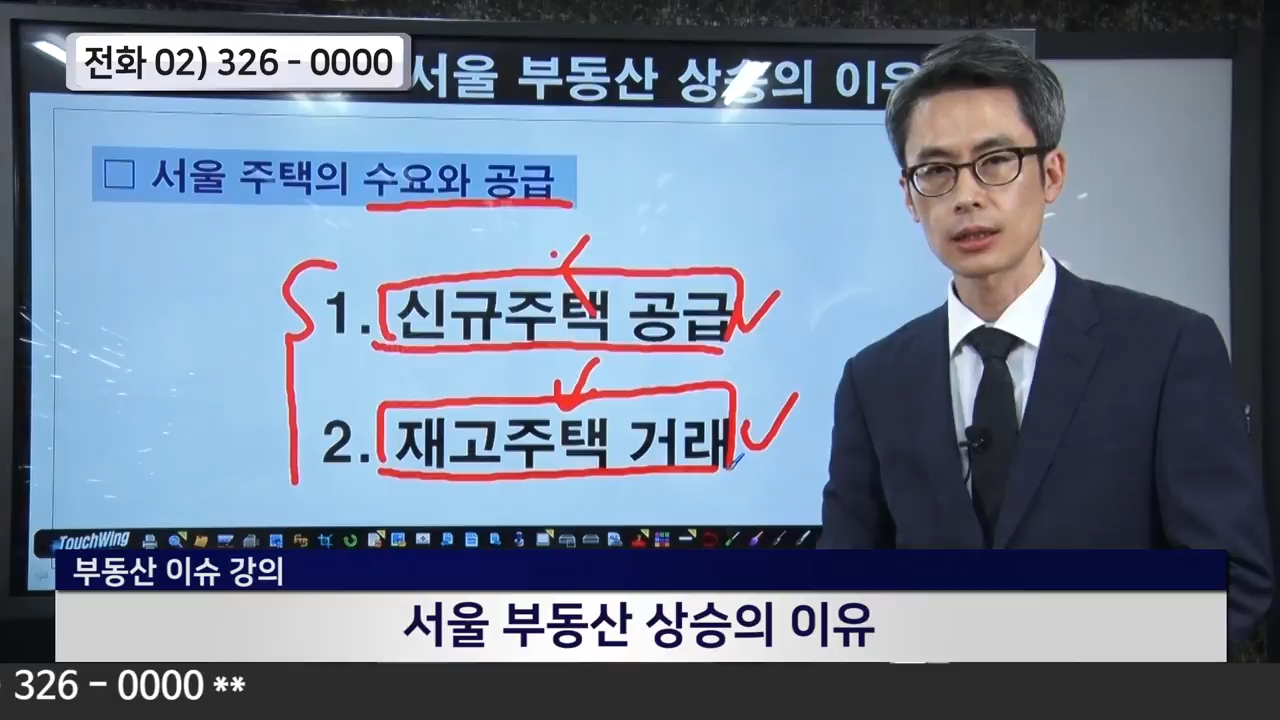 전화 02) 326 - 0000
서울 부동산 상승의 이유
□ 서울 주택의 수요와 공급
1. 신규주택 공급
2. 재고주택 거래
TouchWing
부동산 이슈 강의
서울 부동산 상승의 이유
326 - 0000 **